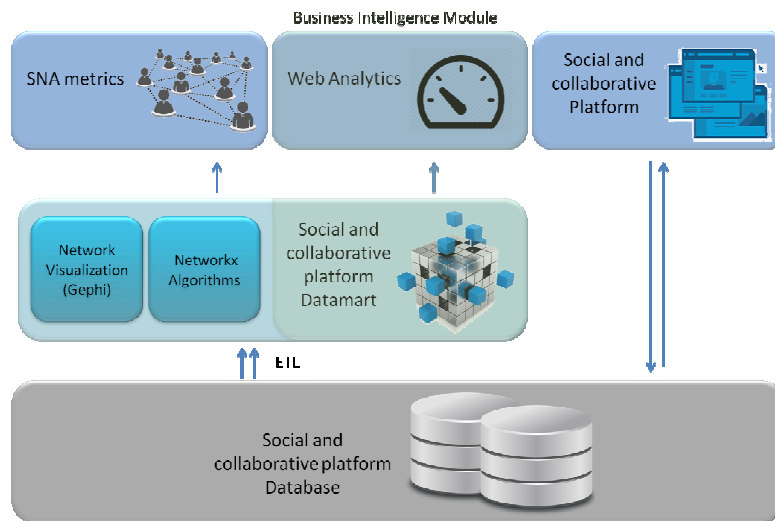 Business Intelligence Module
SNA metrics
Web Analytics
Social and
collaborative
Platform
Network
Visualization
(Gephi)
Networkx
Algorithms
Social and
collaborative
platform
Datamart
ETL
Social and
collaborative platform
Database